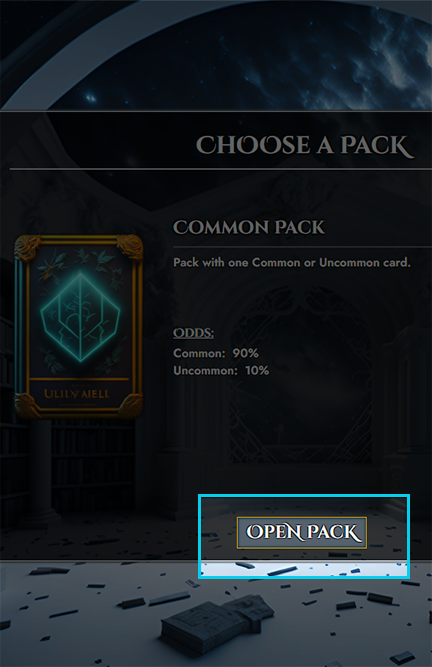 CHOOSE A PACK
COMMON PACK
Pack with one Common or Uncommon card.
ODDS:
Common: 90%
Uncommon: 10%
OPEN PACK